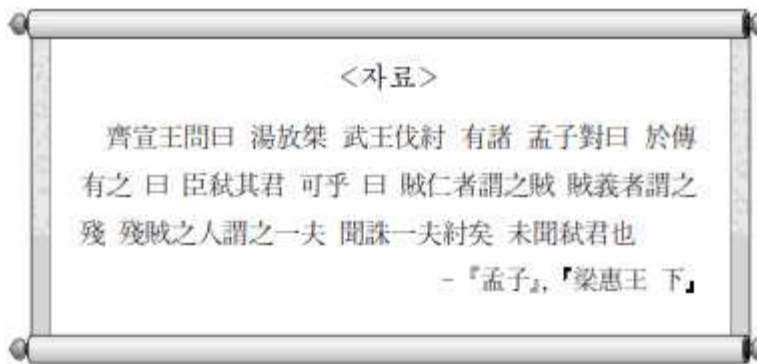 <자료>
齊宣王問曰 湯放桀 武王伐紂 有諸 孟子對曰 於傳
有之 曰 臣弑其君 可乎 曰 賊仁者謂之賊 賊義者謂之
殘 殘賊之人謂之一夫 聞誅一夫紂矣 未聞弑君也
- 『孟子』, 「梁惠王 下」